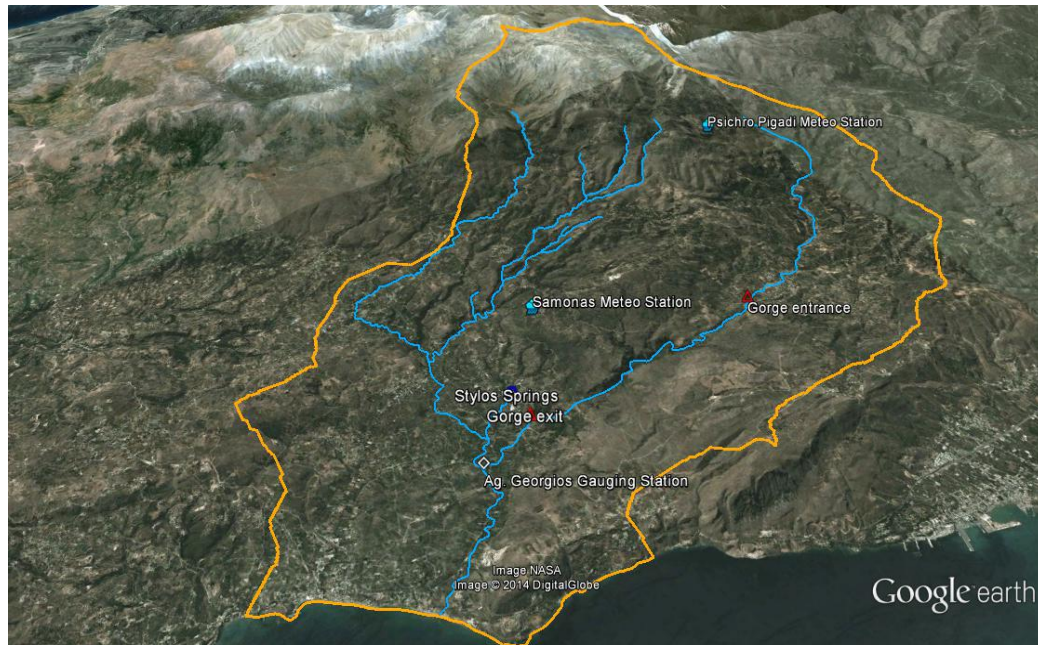 Psichro Pigadi Meteo Station
Samonas Meteo Station
Gorge entrance
Stylos Springs
Gorge exit
Ag. Georgios Gauging Station
Image NASA
Image © 2014 DigitalGlobe
Google earth